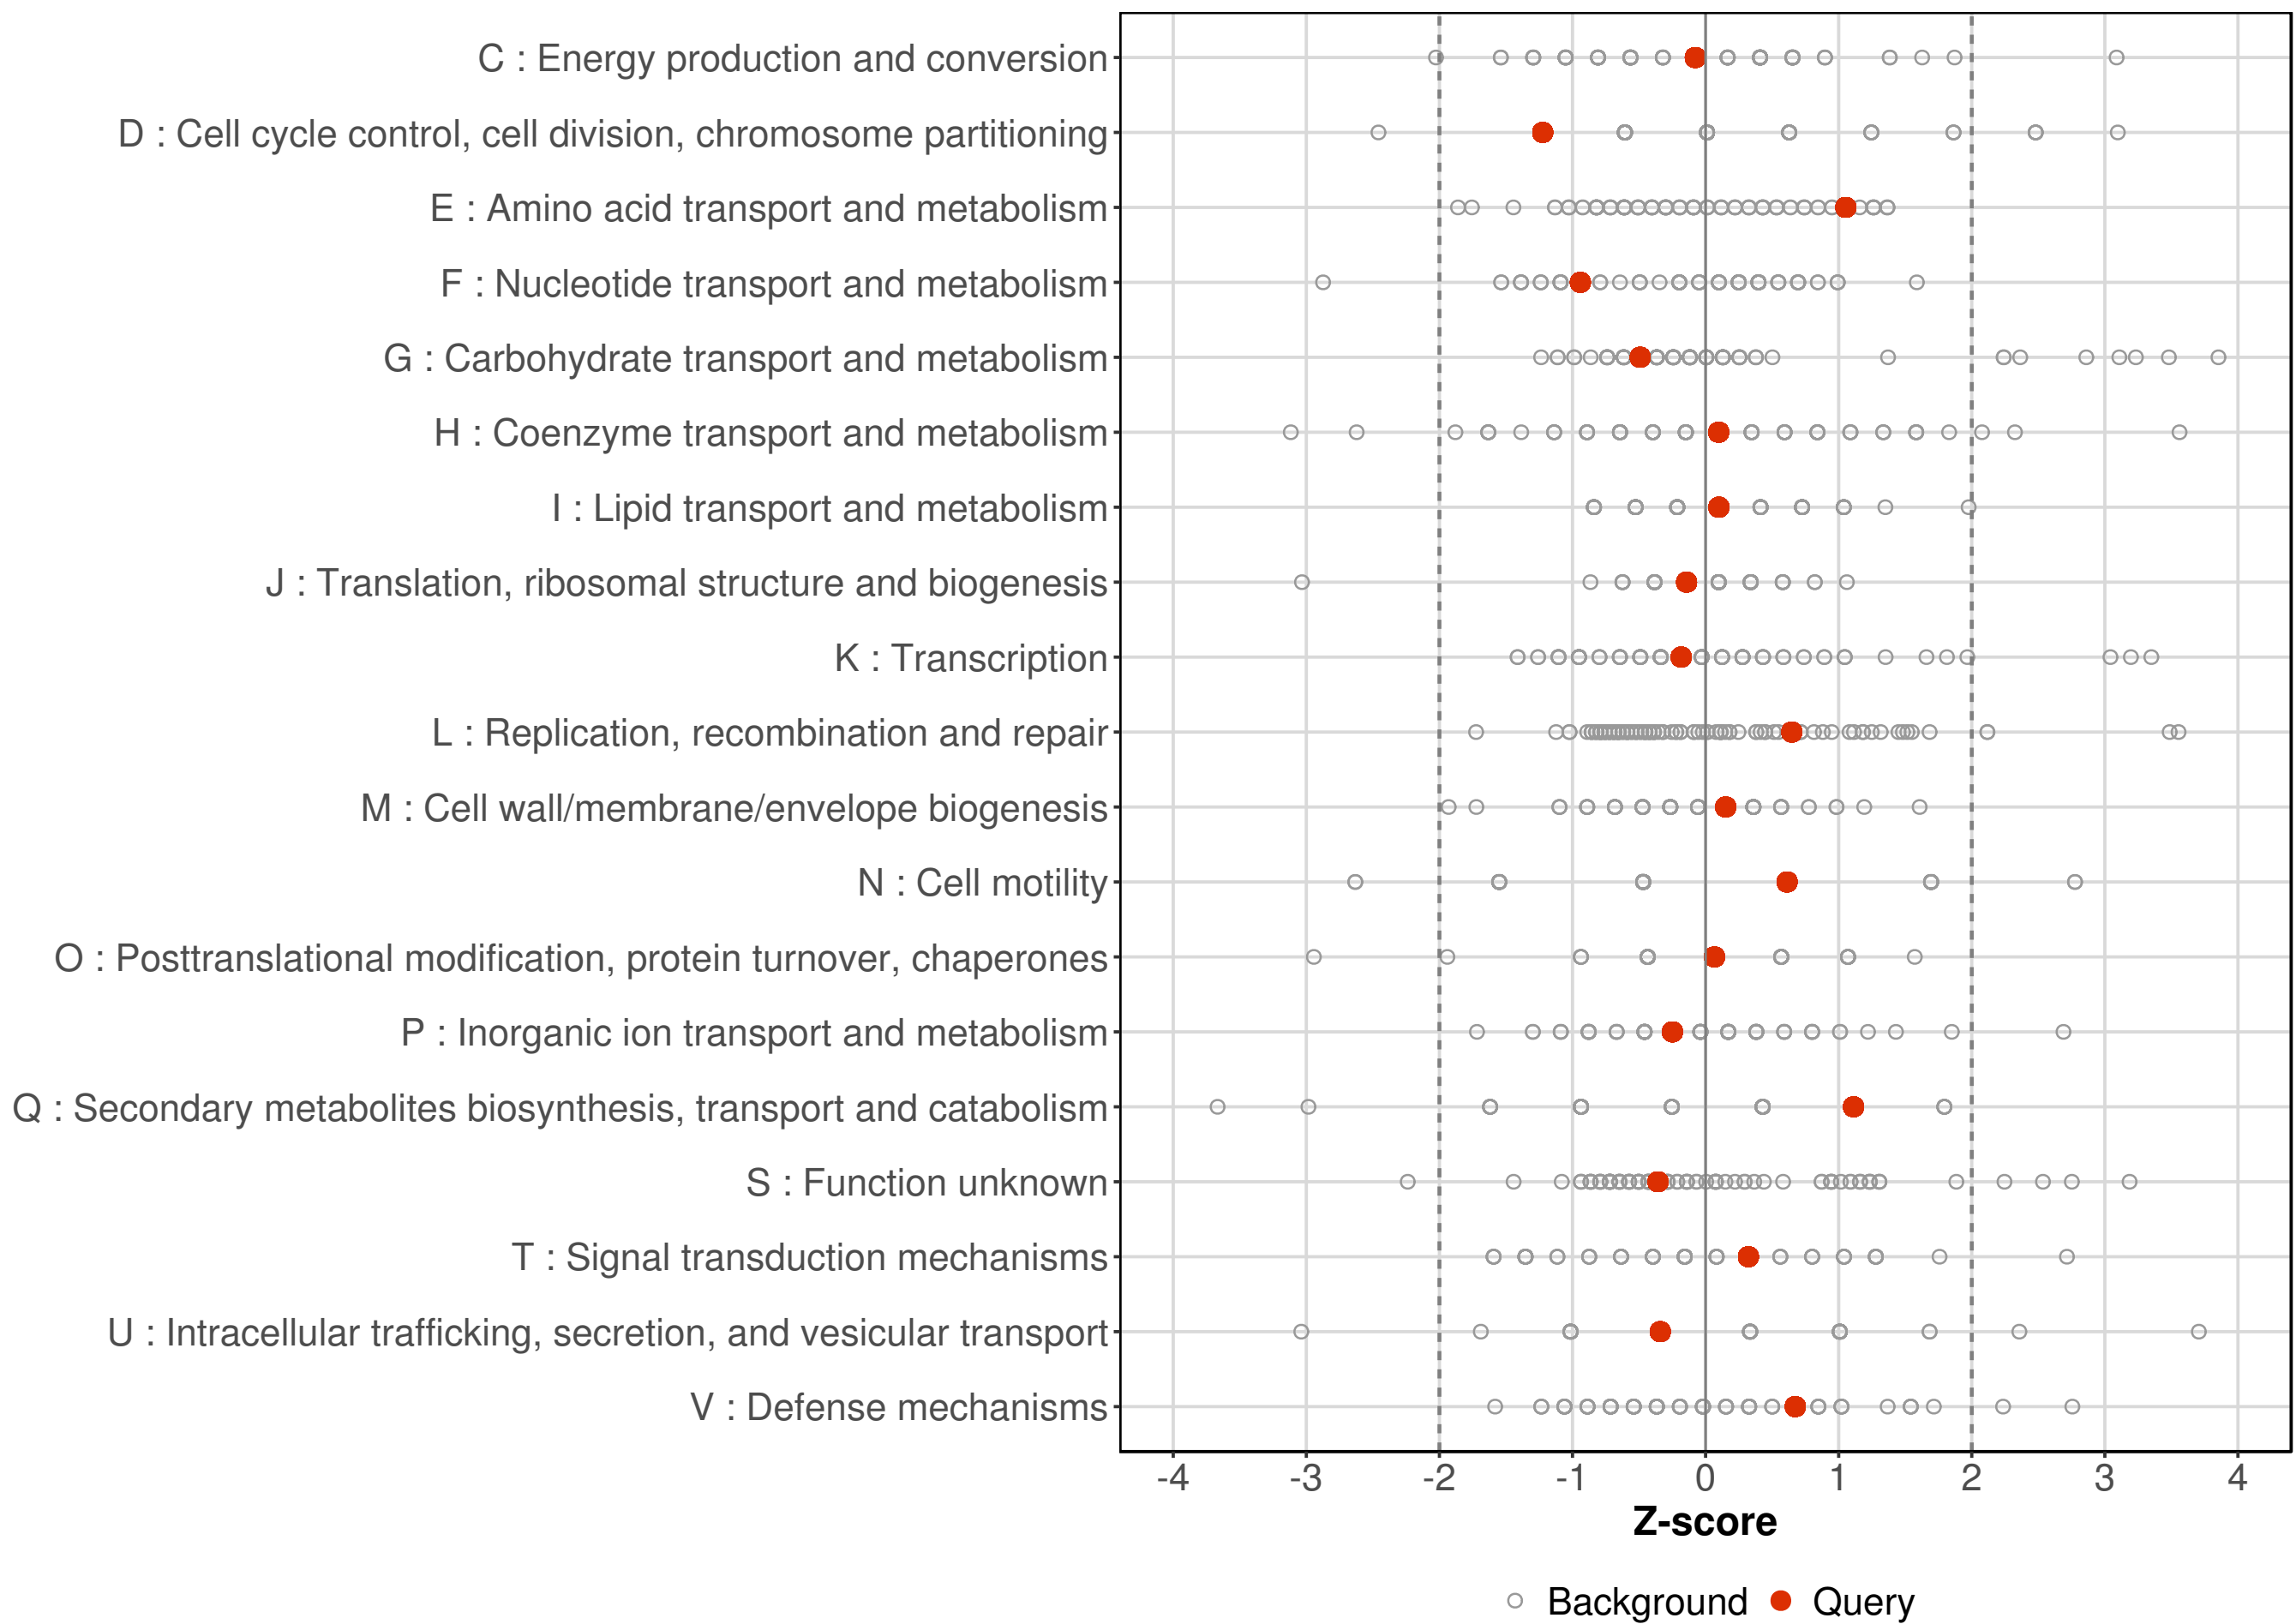 C : Energy production and conversion
D : Cell cycle control, cell division, chromosome partitioning
E : Amino acid transport and metabolism
F : Nucleotide transport and metabolism
G : Carbohydrate transport and metabolism
H : Coenzyme transport and metabolism
I : Lipid transport and metabolism
J : Translation, ribosomal structure and biogenesis
K : Transcription
L : Replication, recombination and repair
M : Cell wall/membrane/envelope biogenesis
N : Cell motility
O : Posttranslational modification, protein turnover, chaperones
P : Inorganic ion transport and metabolism
Q : Secondary metabolites biosynthesis, transport and catabolism
S : Function unknown
T : Signal transduction mechanisms
U : Intracellular trafficking, secretion, and vesicular transport
V : Defense mechanisms
-4 -3 -2 -1 0 1 2 3 4
Z-score
Background Query